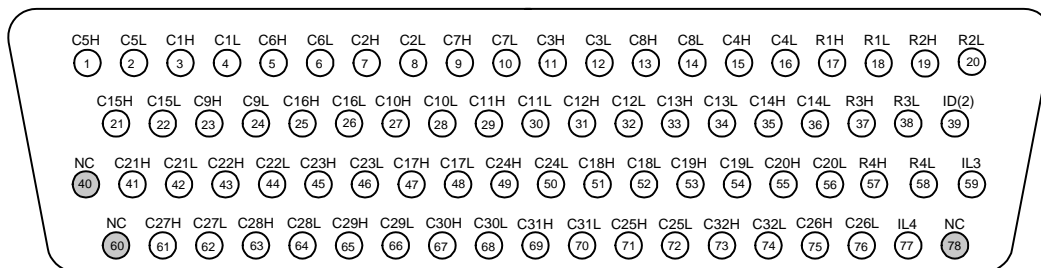 C5H C5L C1H C1L C6H C6L C2H C2L C7H C7L C3H C3L C8H C8L C4H C4L R1H R1L R2H R2L
1 2 3 4 5 6 7 8 9 10 11 12 13 14 15 16 17 18 19 20
C15H C15L C9H C9L C16H C16L C10H C10L C11H C11L C12H C12L C13H C13L C14H C14L R3H R3L ID(2)
21 22 23 24 25 26 27 28 29 30 31 32 33 34 35 36 37 38 39
NC C21H C21L C22H C22L C23H C23L C17H C17L C24H C24L C18H C18L C19H C19L C20H C20L R4H R4L IL3
40 41 42 43 44 45 46 47 48 49 50 51 52 53 54 55 56 57 58 59
NC C27H C27L C28H C28L C29H C29L C30H C30L C31H C31L C25H C25L C32H C32L C26H C26L IL4 NC
60 61 62 63 64 65 66 67 68 69 70 71 72 73 74 75 76 77 78